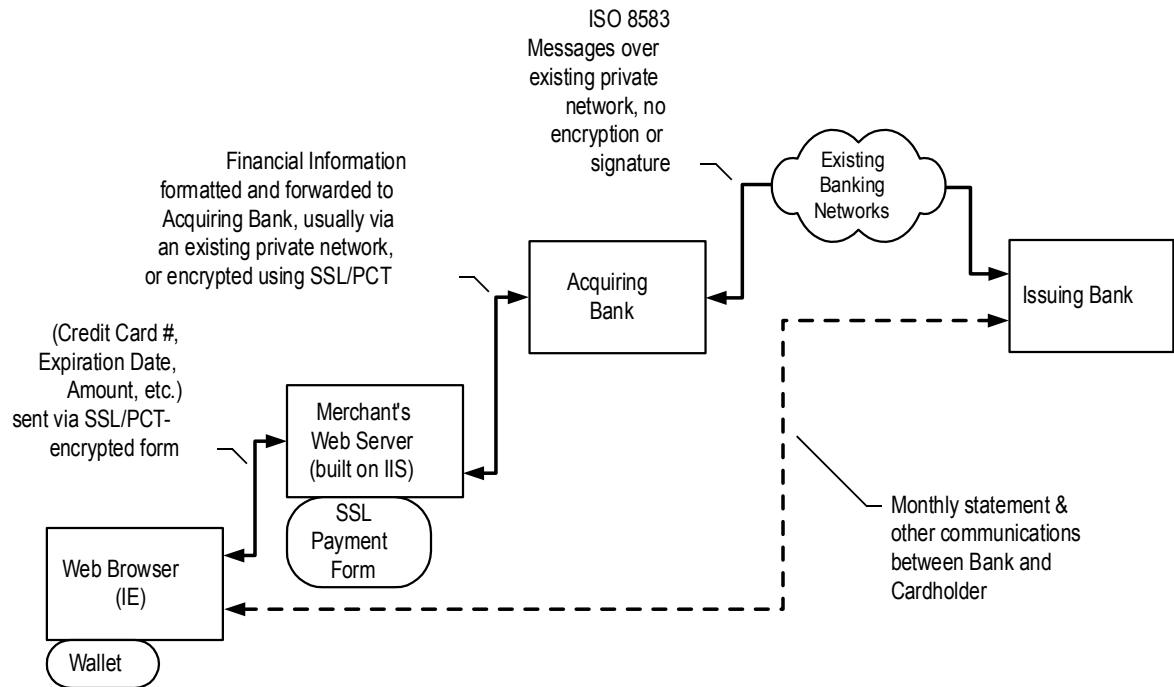 ISO 8583
Messages over
existing private
network, no
encryption or
signature
Existing
Banking
Networks
Financial Information
formatted and forwarded to
Acquiring Bank, usually via
an existing private network,
or encrypted using SSL/PCT
Acquiring
Bank
Issuing Bank
(Credit Card #,
Expiration Date,
Amount, etc.)
sent via SSL/PCT-
encrypted form
Merchant's
Web Server
(built on IIS)
SSL
Payment
Form
Monthly statement &
other communications
between Bank and
Cardholder
Web Browser
(IE)
Wallet